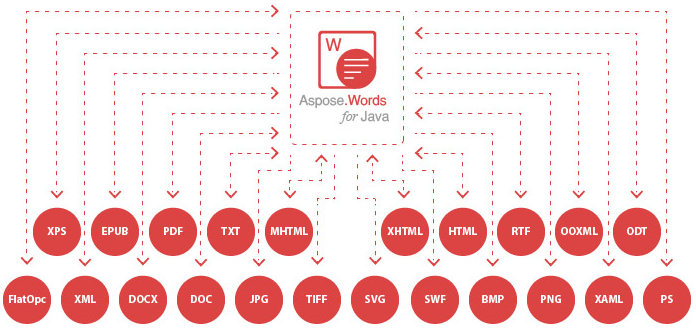 W
Aspose.Words
for Java
XPS EPUB PDF TXT MHTML XHTML HTML RTF OOXML ODT
FlatOpc XML DOCX DOC JPG TIFF SVG SWF BMP PNG XAML PS